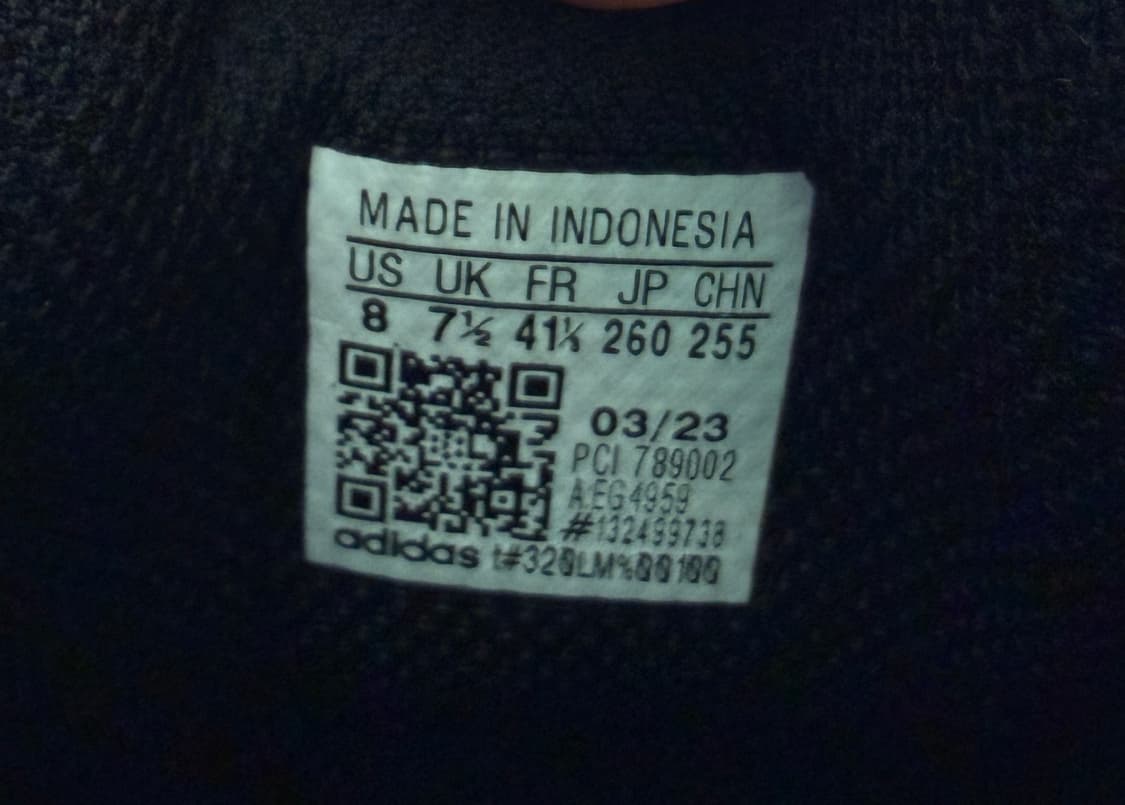 MADE IN INDONESIA
US UK FR JP CHN
8 7½ 41⅓ 260 255
03/23
PCI 789002
A:EG4959
#132499738
adidas